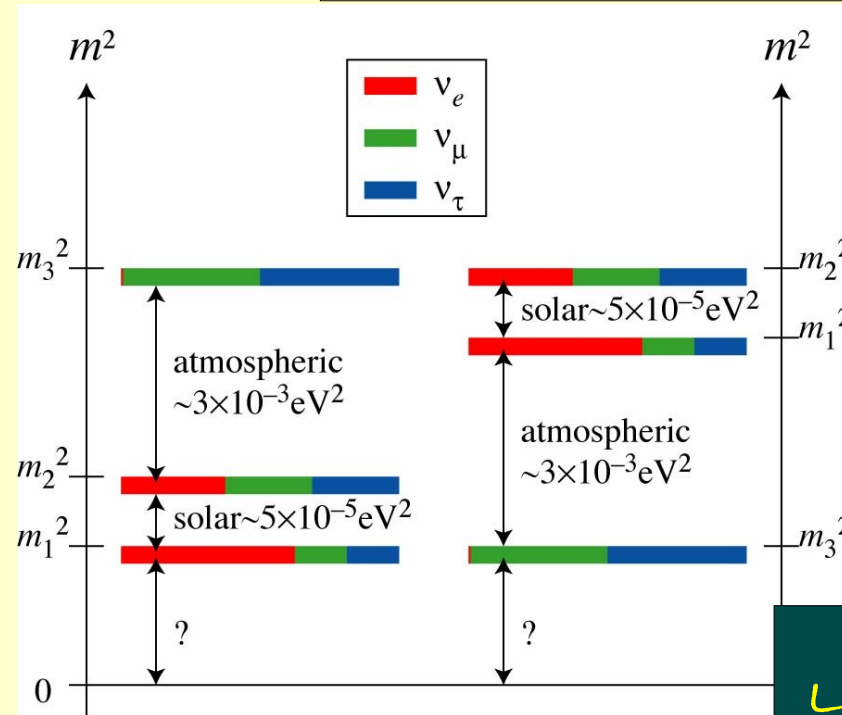 m² m²
νe
νμ
ντ
m₃² m₂²
solar~5×10⁻⁵eV²
m₁²
atmospheric
~3×10⁻³eV²
atmospheric
~3×10⁻³eV²
m₂²
solar~5×10⁻⁵eV²
m₁² m₃²
? ?
0